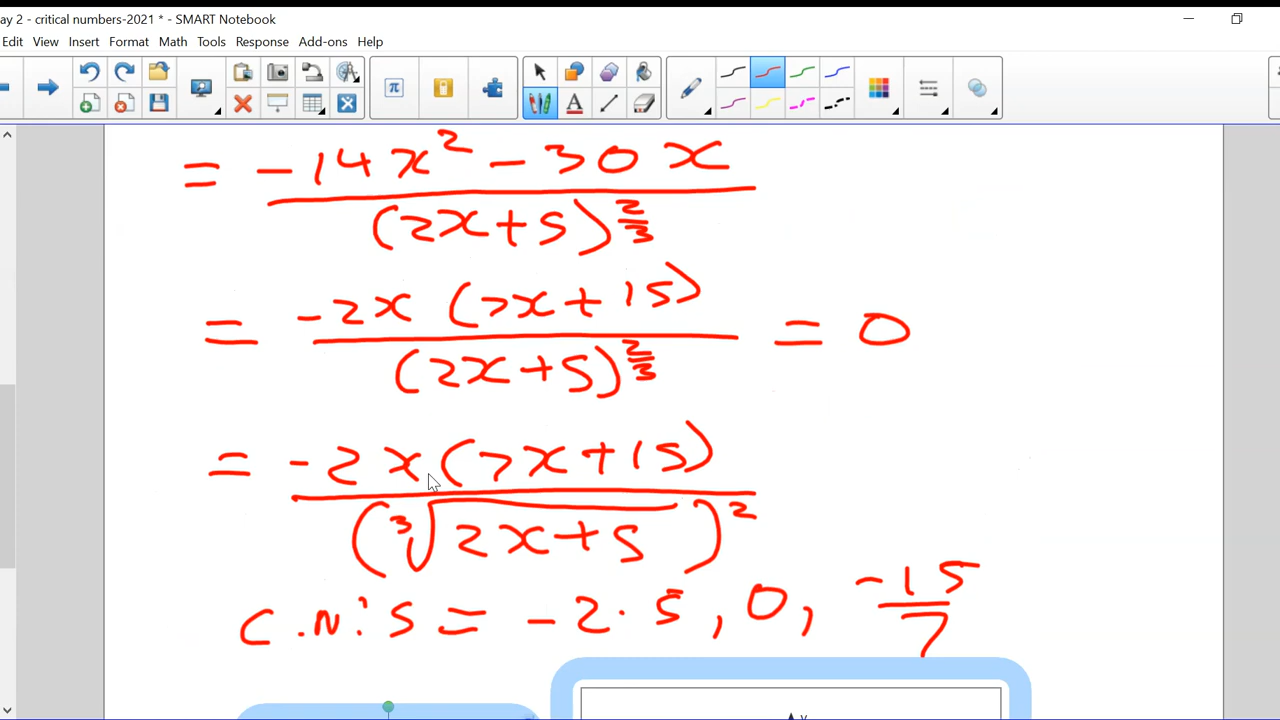 ay 2 - critical numbers-2021 * - SMART Notebook
Edit View Insert Format Math Tools Response Add-ons Help
π A
= -14x² - 30x
(2x+5)^2/3
= -2x (7x+15) = 0
(2x+5)^2/3
= -2x(7x+15)
(³√2x+5)²
C.N.'S = -2.5, 0, -15/7
y